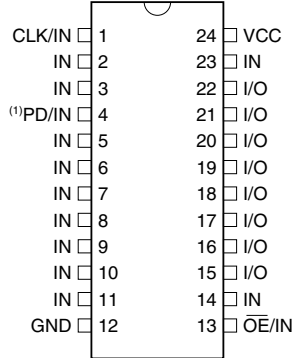 CLK/IN 1 24 VCC
IN 2 23 IN
IN 3 22 I/O
(1)PD/IN 4 21 I/O
IN 5 20 I/O
IN 6 19 I/O
IN 7 18 I/O
IN 8 17 I/O
IN 9 16 I/O
IN 10 15 I/O
IN 11 14 IN
GND 12 13 O̅E̅/IN